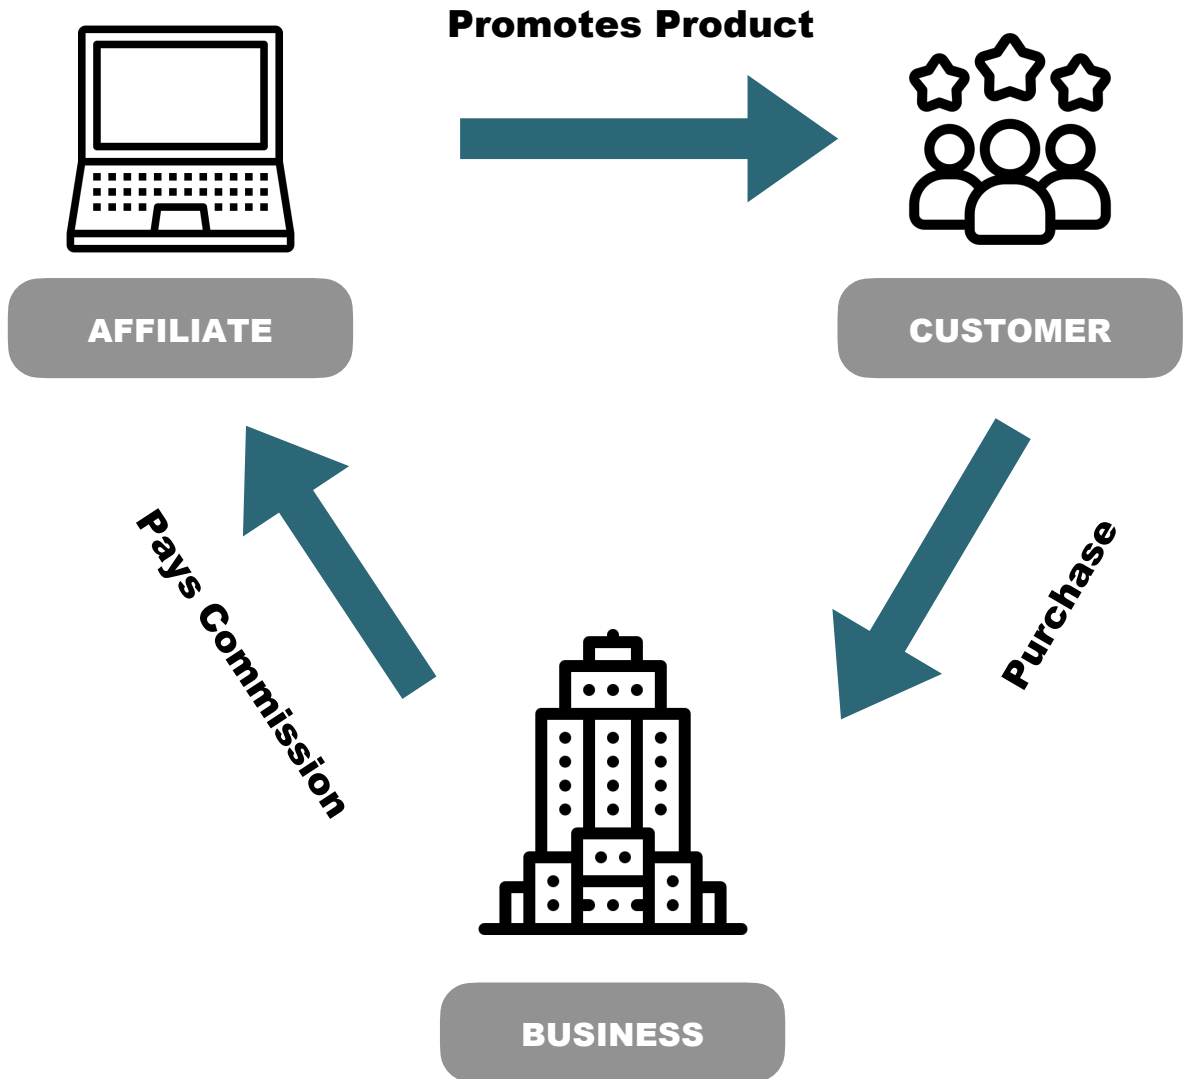 Promotes Product
AFFILIATE
CUSTOMER
Pays Commission
Purchase
BUSINESS